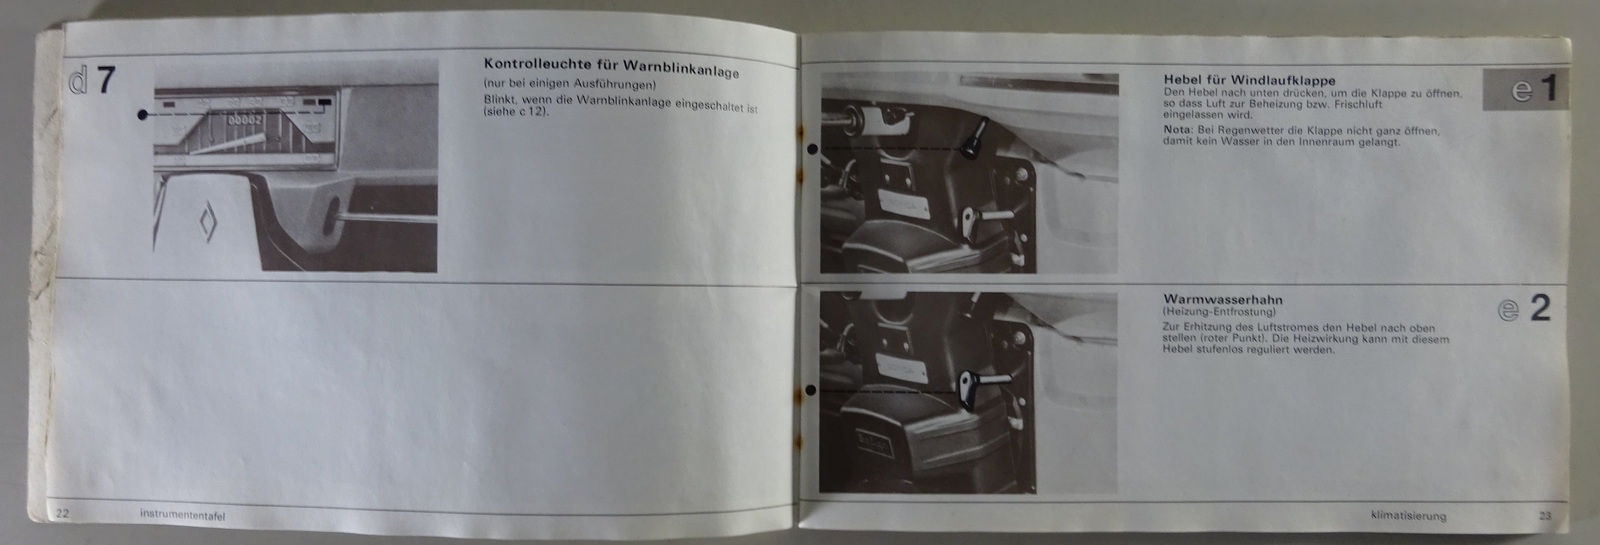 d 7
Kontrolleuchte für Warnblinkanlage
(nur bei einigen Ausführungen)
Blinkt, wenn die Warnblinkanlage eingeschaltet ist
(siehe c 12).
00002
22
instrumententafel
e 1
Hebel für Windlaufklappe
Den Hebel nach unten drücken, um die Klappe zu öffnen,
so dass Luft zur Beheizung bzw. Frischluft
eingelassen wird.
Nota: Bei Regenwetter die Klappe nicht ganz öffnen,
damit kein Wasser in den Innenraum gelangt.
e 2
Warmwasserhahn
(Heizung-Entfrostung)
Zur Erhitzung des Luftstromes den Hebel nach oben
stellen (roter Punkt). Die Heizwirkung kann mit diesem
Hebel stufenlos reguliert werden.
klimatisierung
23